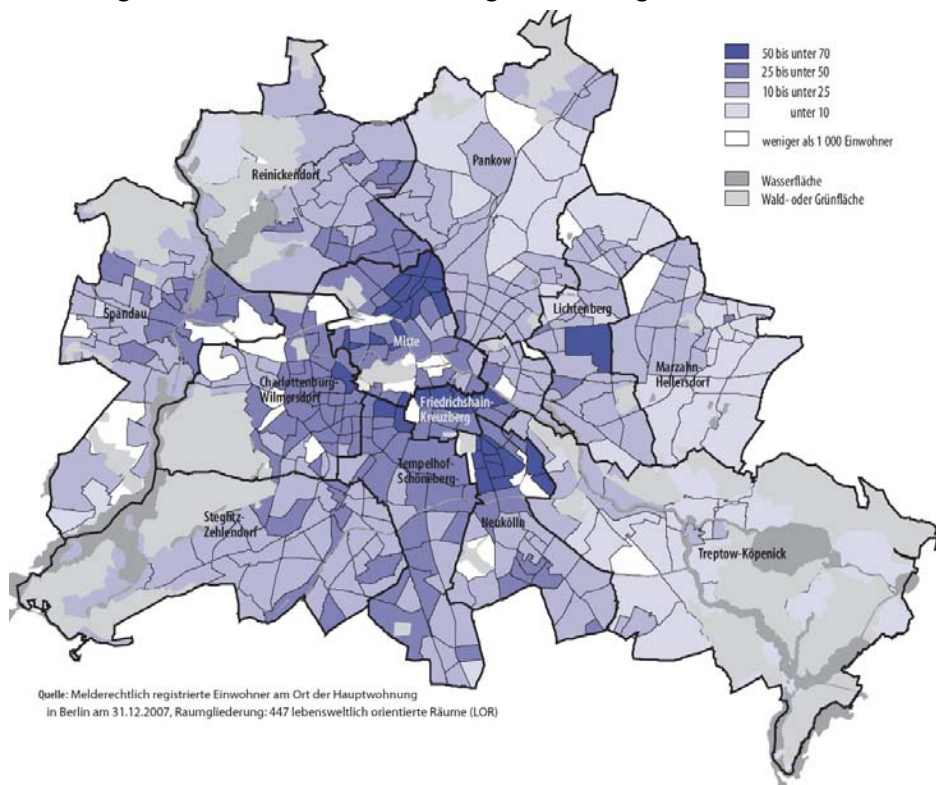 50 bis unter 70
25 bis unter 50
10 bis unter 25
unter 10
weniger als 1 000 Einwohner
Wasserfläche
Wald- oder Grünfläche
Pankow
Reinickendorf
Lichtenberg
Spandau
Mitte
Marzahn-
Hellersdorf
Charlottenburg-
Wilmersdorf
Friedrichshain-
Kreuzberg
Tempelhof-
Schöneberg-
Steglitz-
Zehlendorf
Neukölln
Treptow-Köpenick
Quelle: Melderechtlich registrierte Einwohner am Ort der Hauptwohnung
in Berlin am 31.12.2007, Raumgliederung: 447 lebensweltlich orientierte Räume (LOR)